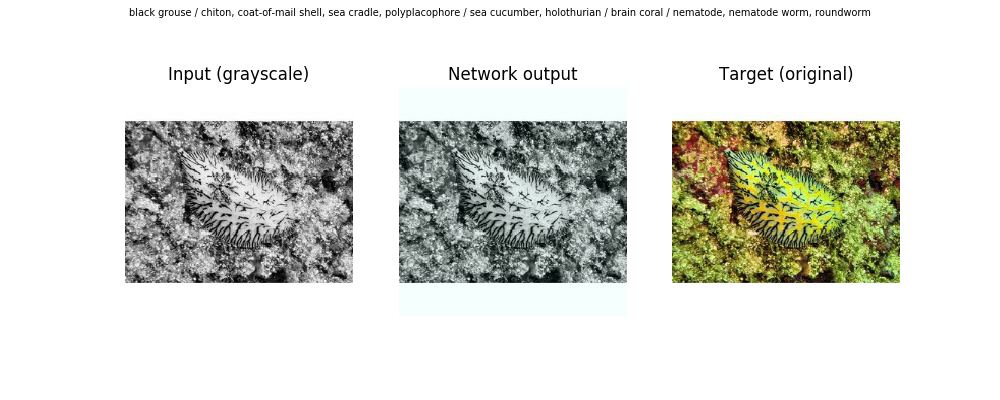 black grouse / chiton, coat-of-mail shell, sea cradle, polyplacophore / sea cucumber, holothurian / brain coral / nematode, nematode worm, roundworm
Input (grayscale)
Network output
Target (original)